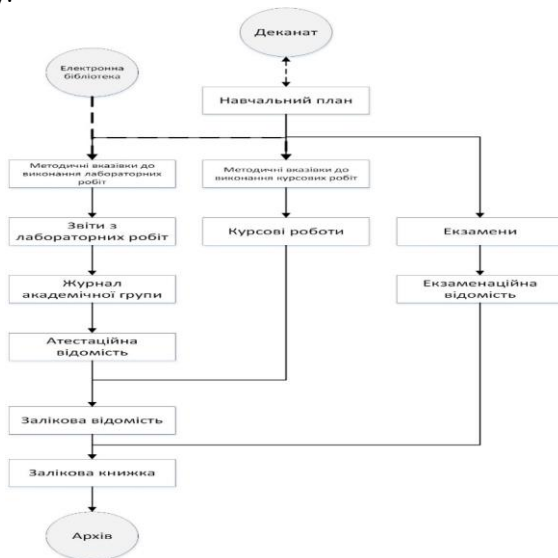 Деканат
Електронна
бібліотека
Навчальний план
Методичні вказівки до
виконання лабораторних
робіт
Методичні вказівки до
виконання курсових робіт
Звіти з
лабораторних робіт
Курсові роботи
Екзамени
Журнал
академічної групи
Екзаменаційна
відомість
Атестаційна
відомість
Залікова відомість
Залікова книжка
Архів